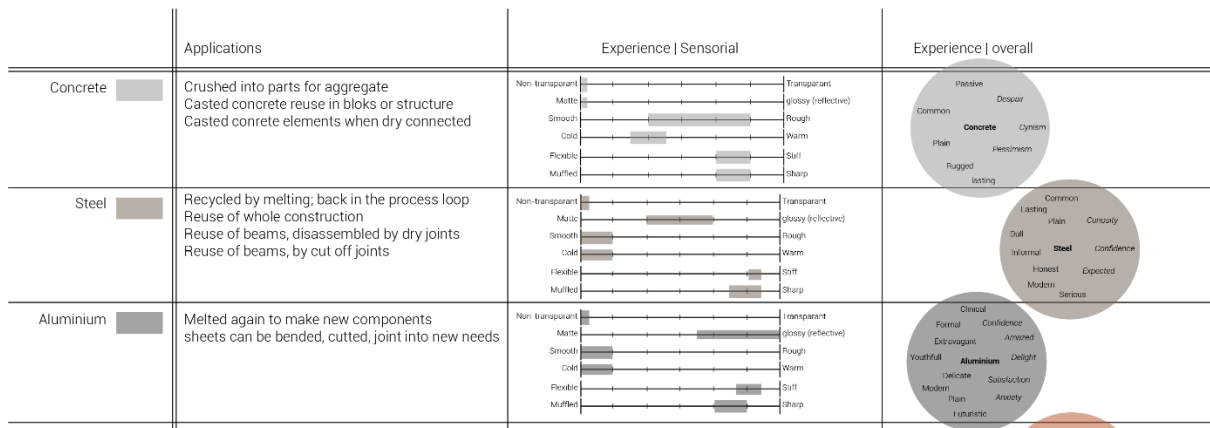 Applications
Experience | Sensorial
Experience | overall
Concrete
Crushed into parts for aggregate
Casted concrete reuse in bloks or structure
Casted conrete elements when dry connected
Non-transparant
Transparant
Matte
glossy (reflective)
Smooth
Rough
Cold
Warm
Flexible
Stiff
Muffled
Sharp
Passive
Despair
Common
Concrete
Cynism
Plain
Pessimism
Rugged
lasting
Steel
Recycled by melting; back in the process loop
Reuse of whole construction
Reuse of beams, disassembled by dry joints
Reuse of beams, by cut off joints
Non-transparant
Transparant
Matte
glossy (reflective)
Smooth
Rough
Cold
Warm
Flexible
Stiff
Muffled
Sharp
Common
Lasting
Plain
Curiosity
Dull
Informal
Steel
Confidence
Honest
Expected
Modern
Serious
Aluminium
Melted again to make new components
sheets can be bended, cutted, joint into new needs
Non-transparant
Transparant
Matte
glossy (reflective)
Smooth
Rough
Cold
Warm
Flexible
Stiff
Muffled
Sharp
Clinical
Formal
Confidence
Extravagant
Amazed
Youthfull
Aluminium
Delight
Delicate
Satisfaction
Modern
Plain
Anxiety
Futuristic